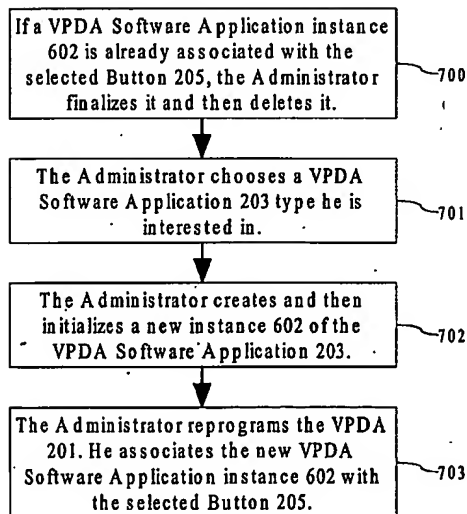 If a VPDA Software Application instance
602 is already associated with the
selected Button 205, the Administrator
finalizes it and then deletes it.
700
The Administrator chooses a VPDA
Software Application 203 type he is
interested in.
701
The Administrator creates and then
initializes a new instance 602 of the
VPDA Software Application 203.
702
The Administrator reprograms the VPDA
201. He associates the new VPDA
Software Application instance 602 with
the selected Button 205.
703